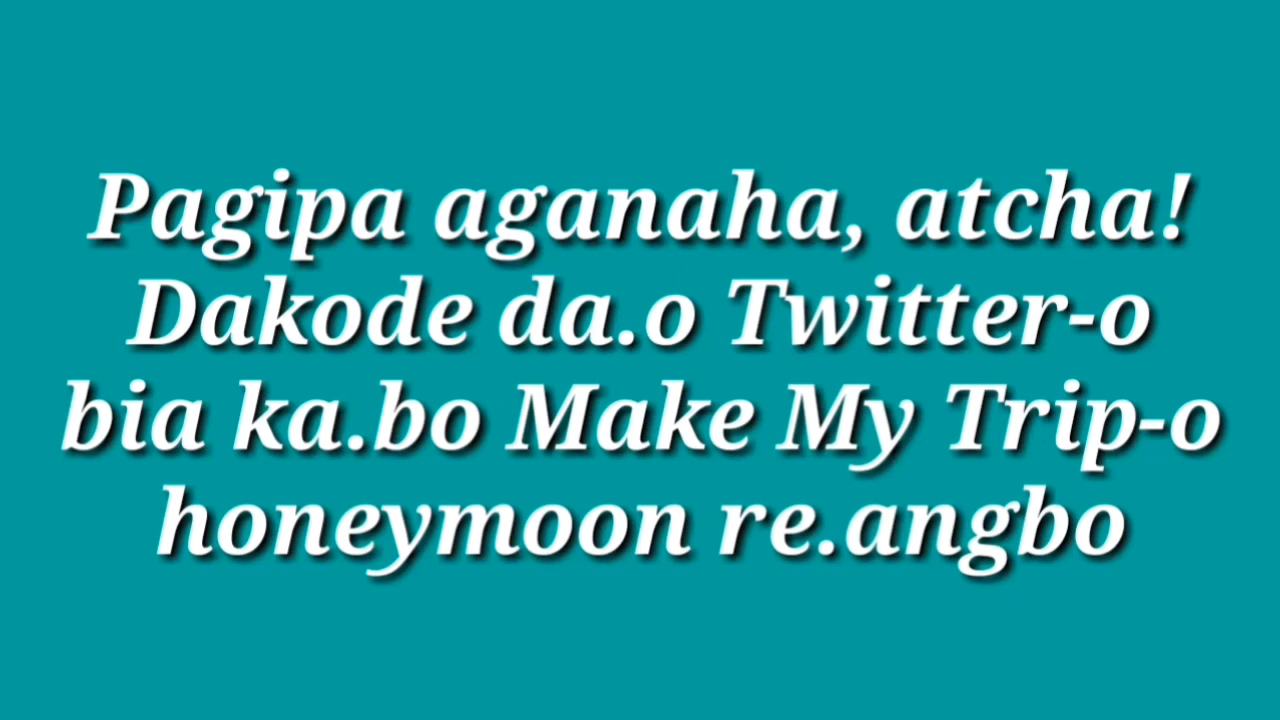 Pagipa aganaha, atcha!
Dakode da.o Twitter-o
bia ka.bo Make My Trip-o
honeymoon re.angbo